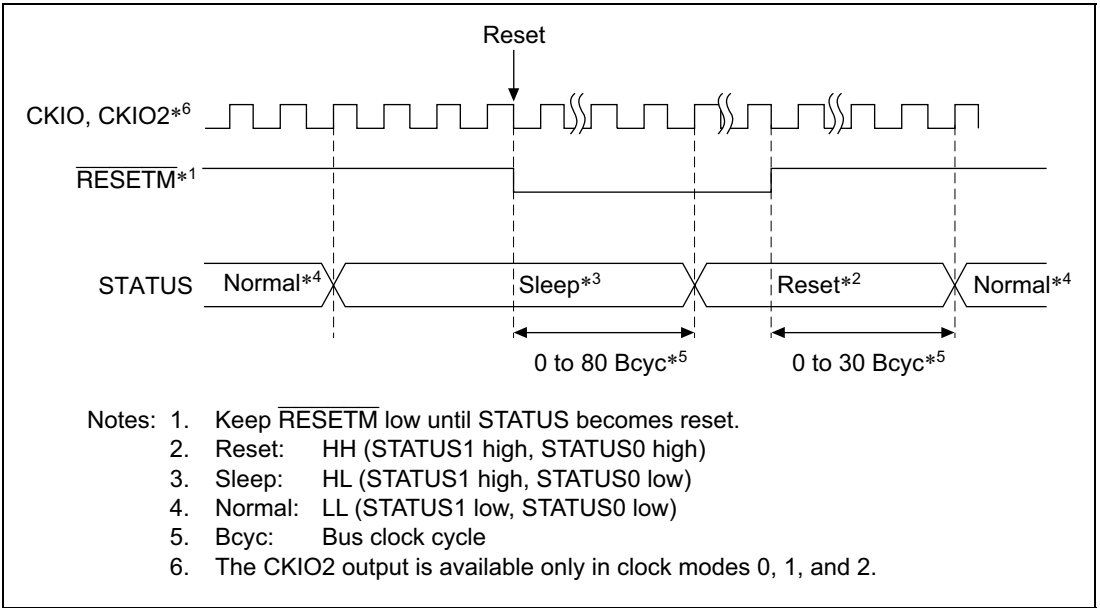 Reset
CKIO, CKIO2*6
RESETM*1
STATUS Normal*4 Sleep*3 Reset*2 Normal*4
0 to 80 Bcyc*5 0 to 30 Bcyc*5
Notes: 1. Keep RESETM low until STATUS becomes reset.
2. Reset: HH (STATUS1 high, STATUS0 high)
3. Sleep: HL (STATUS1 high, STATUS0 low)
4. Normal: LL (STATUS1 low, STATUS0 low)
5. Bcyc: Bus clock cycle
6. The CKIO2 output is available only in clock modes 0, 1, and 2.